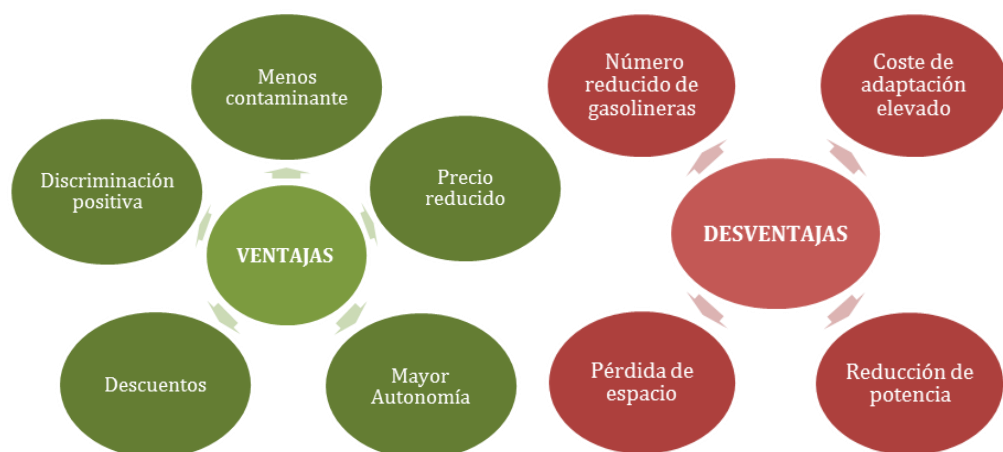 Menos
contaminante
Discriminación
positiva
Precio
reducido
VENTAJAS
Descuentos
Mayor
Autonomía
Número
reducido de
gasolineras
Coste de
adaptación
elevado
DESVENTAJAS
Pérdida de
espacio
Reducción de
potencia